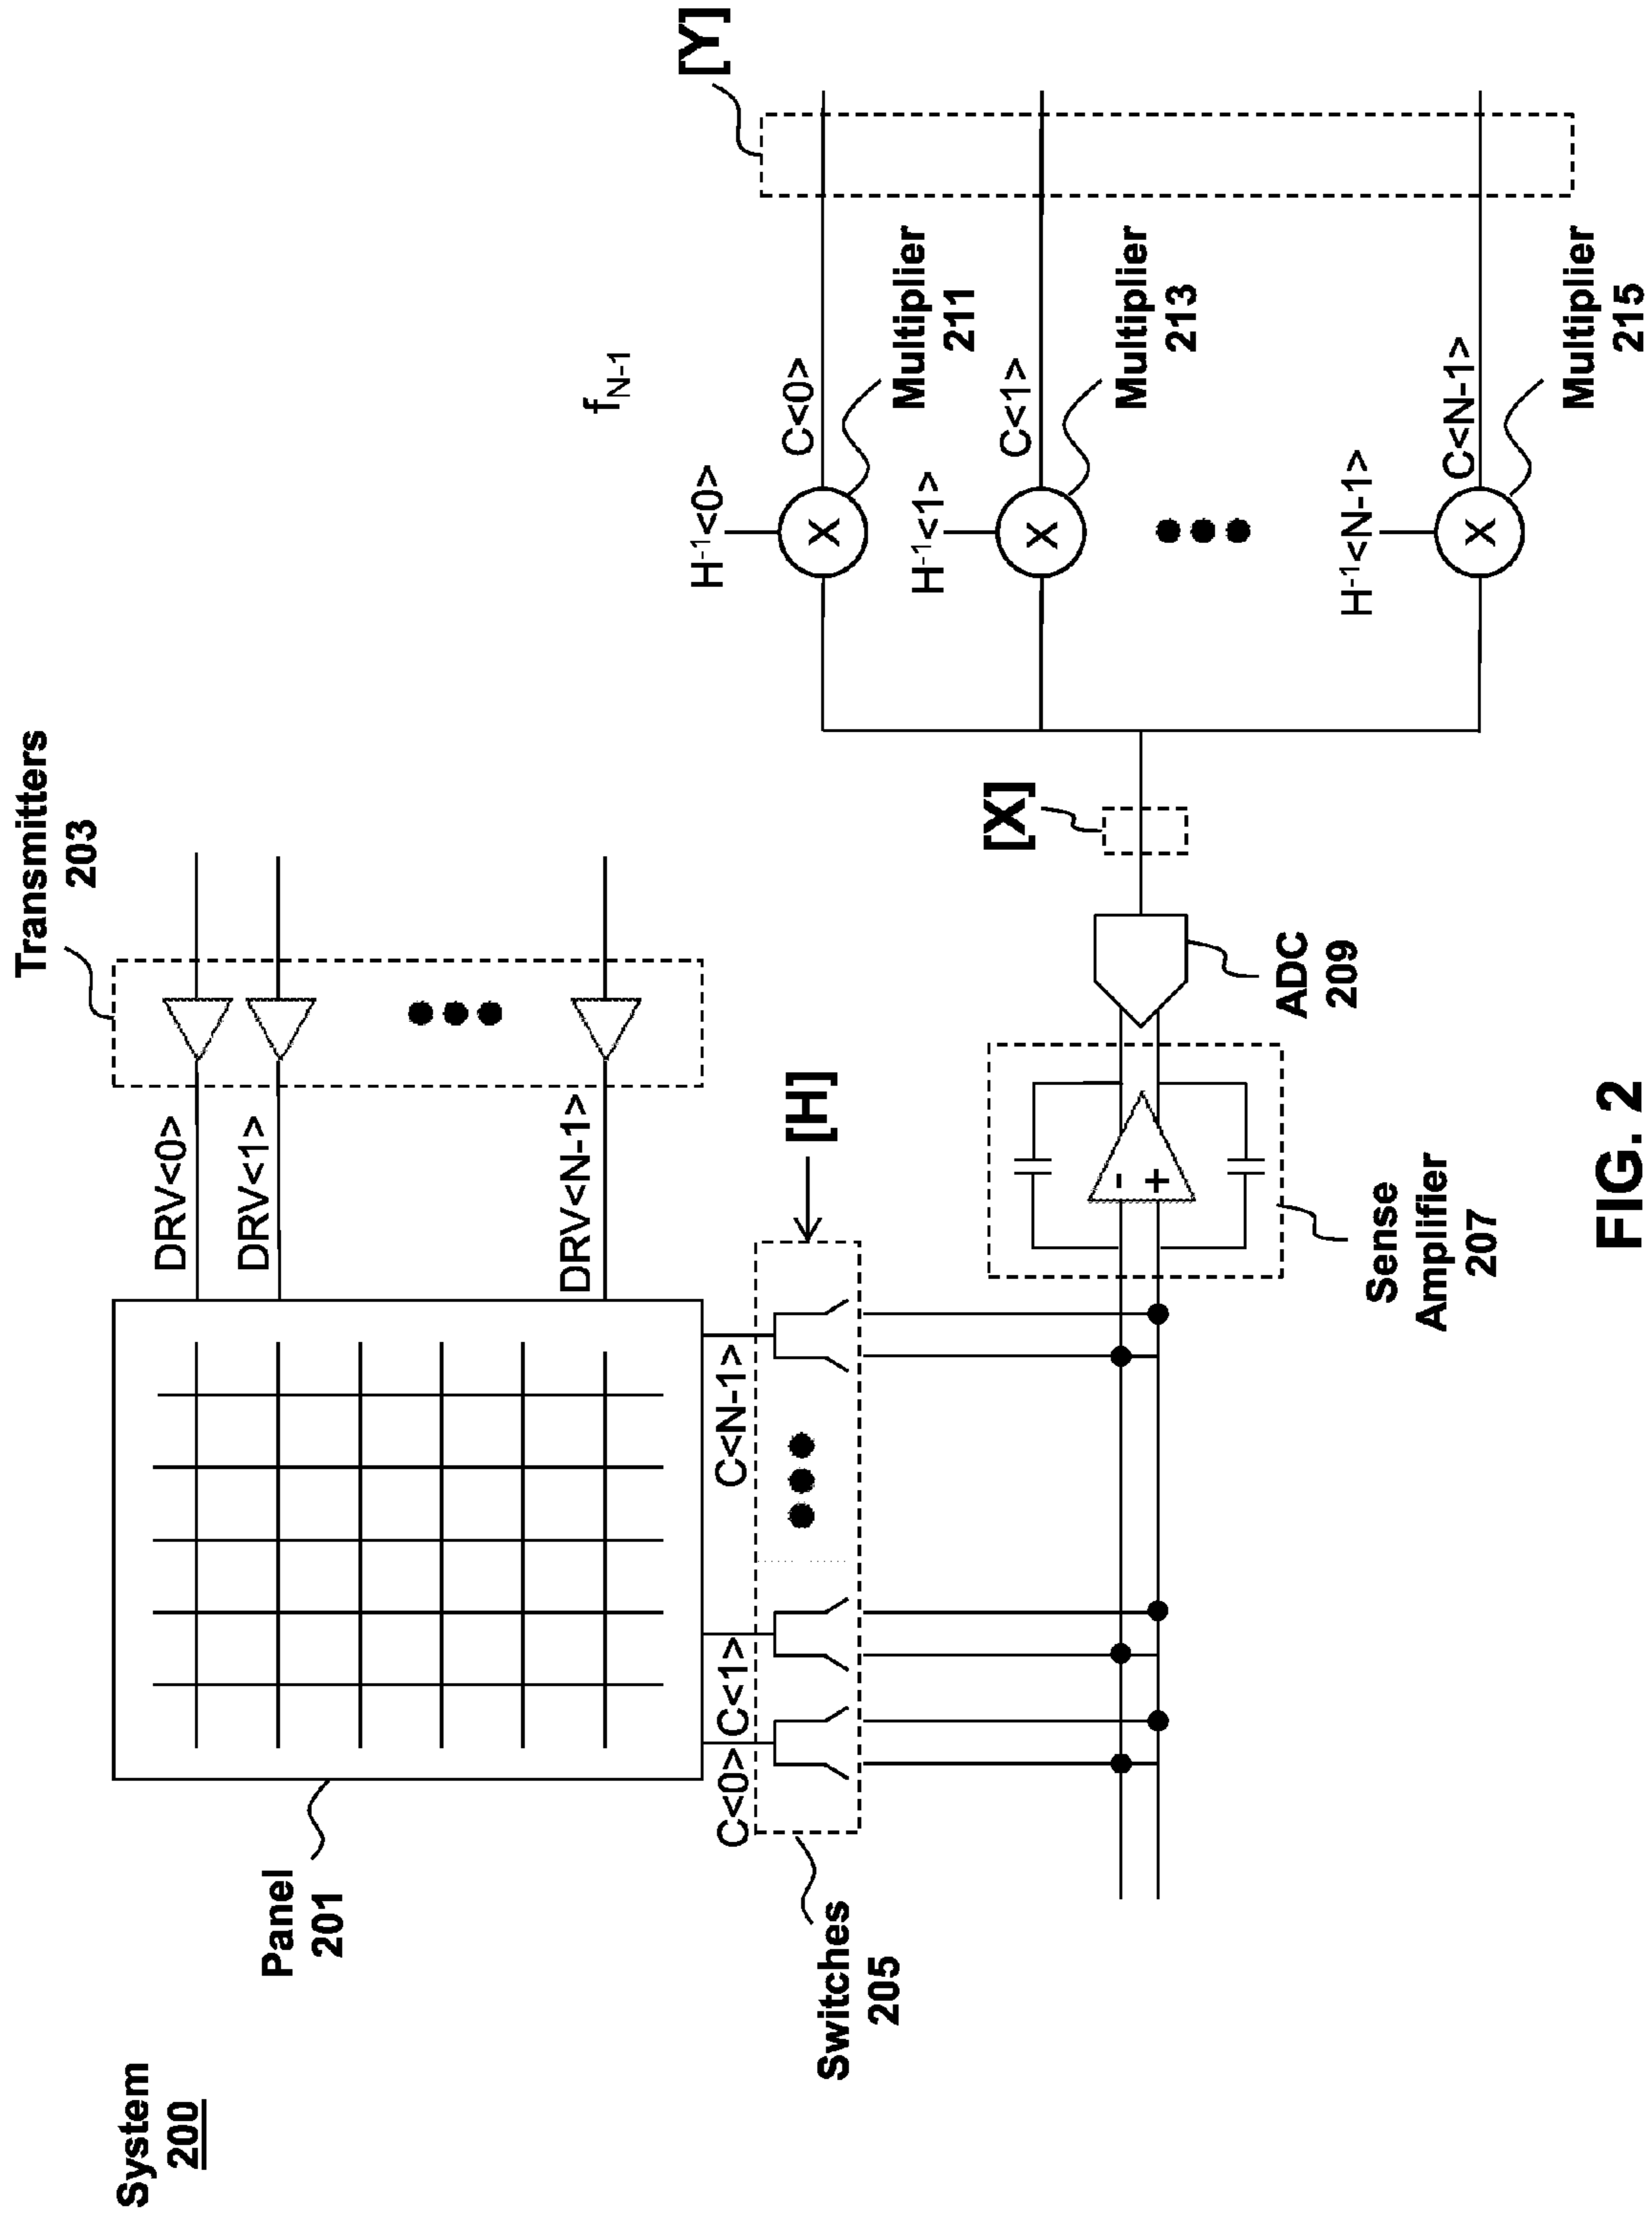 System
200
Panel
201
Transmitters
203
DRV<0>
DRV<1>
DRV<N-1>
C<0>
C<1>
C<N-1>
Switches
205
[H]
Sense
Amplifier
207
-
+
ADC
209
[X]
f_N-1
H⁻¹<0>
X
C<0>
Multiplier
211
H⁻¹<1>
X
C<1>
Multiplier
213
H⁻¹<N-1>
X
C<N-1>
Multiplier
215
[Y]
FIG. 2